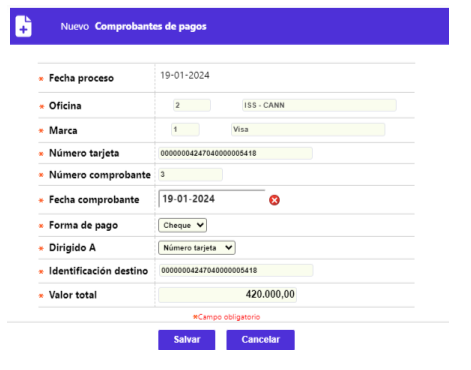 Nuevo Comprobantes de pagos
* Fecha proceso 19-01-2024
* Oficina 2 ISS - CANN
* Marca 1 Visa
* Número tarjeta 00000004247040000005418
* Número comprobante 3
* Fecha comprobante 19-01-2024
* Forma de pago Cheque
* Dirigido A Número tarjeta
* Identificación destino 00000004247040000005418
* Valor total 420.000,00
*Campo obligatorio
Salvar Cancelar